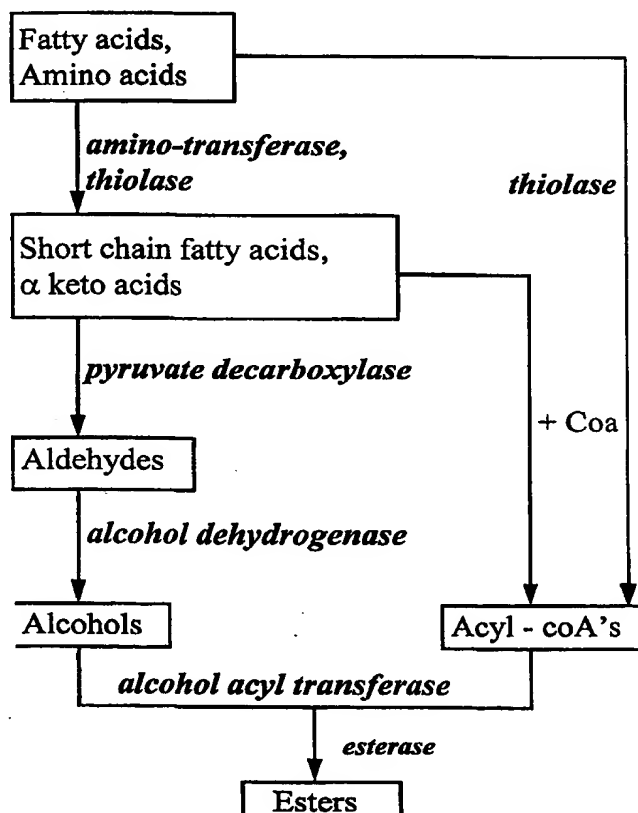 Fatty acids,
Amino acids
amino-transferase,
thiolase
thiolase
Short chain fatty acids,
α keto acids
pyruvate decarboxylase
+ Coa
Aldehydes
alcohol dehydrogenase
Alcohols
Acyl - coA's
alcohol acyl transferase
esterase
Esters